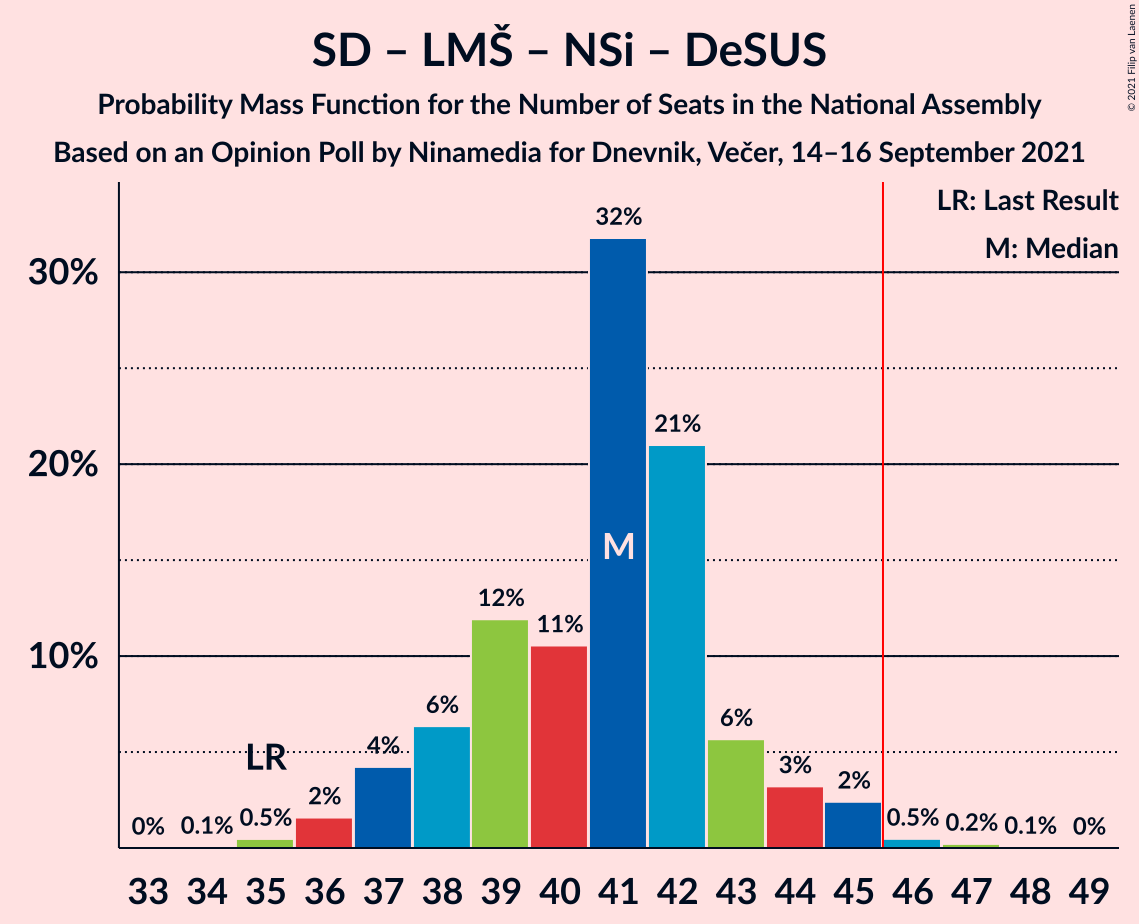 SD – LMŠ – NSi – DeSUS
Probability Mass Function for the Number of Seats in the National Assembly
Based on an Opinion Poll by Ninamedia for Dnevnik, Večer, 14–16 September 2021
© 2021 Filip van Laenen
LR: Last Result
M: Median
30%
20%
10%
0%
0.1%
0.5%
2%
4%
6%
12%
11%
32%
21%
6%
3%
2%
0.5%
0.2%
0.1%
0%
LR
M
33 34 35 36 37 38 39 40 41 42 43 44 45 46 47 48 49